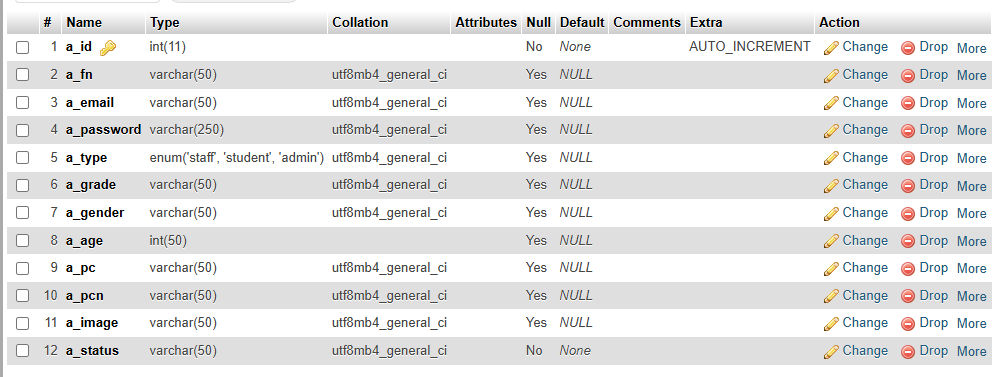 # Name Type Collation Attributes Null Default Comments Extra Action
1 a_id int(11) No None AUTO_INCREMENT Change Drop More
2 a_fn varchar(50) utf8mb4_general_ci Yes NULL Change Drop More
3 a_email varchar(50) utf8mb4_general_ci Yes NULL Change Drop More
4 a_password varchar(250) utf8mb4_general_ci Yes NULL Change Drop More
5 a_type enum('staff', 'student', 'admin') utf8mb4_general_ci Yes NULL Change Drop More
6 a_grade varchar(50) utf8mb4_general_ci Yes NULL Change Drop More
7 a_gender varchar(50) utf8mb4_general_ci Yes NULL Change Drop More
8 a_age int(50) Yes NULL Change Drop More
9 a_pc varchar(50) utf8mb4_general_ci Yes NULL Change Drop More
10 a_pcn varchar(50) utf8mb4_general_ci Yes NULL Change Drop More
11 a_image varchar(50) utf8mb4_general_ci Yes NULL Change Drop More
12 a_status varchar(50) utf8mb4_general_ci No None Change Drop More